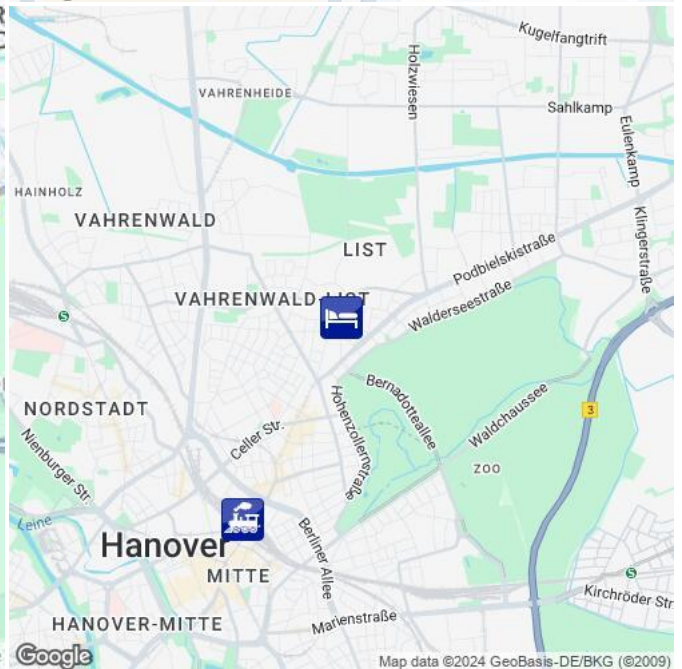 Kugelfangtrift
Holzwiesen
VAHRENHEIDE
Sahlkamp
Eulenkamp
HAINHOLZ
VAHRENWALD
Klingerstraße
LIST
Podbielskistraße
VAHRENWALD-LIST
Walderseestraße
S
3
NORDSTADT
Bernadotteallee
Hohenzollernstraße
Waldchaussee
Celler Str.
Nienburger Str.
ZOO
Leine
Hanover
Berliner Allee
MITTE
S
Kirchröder Str.
Marienstraße
HANOVER-MITTE
Google
Map data ©2024 GeoBasis-DE/BKG (©2009)